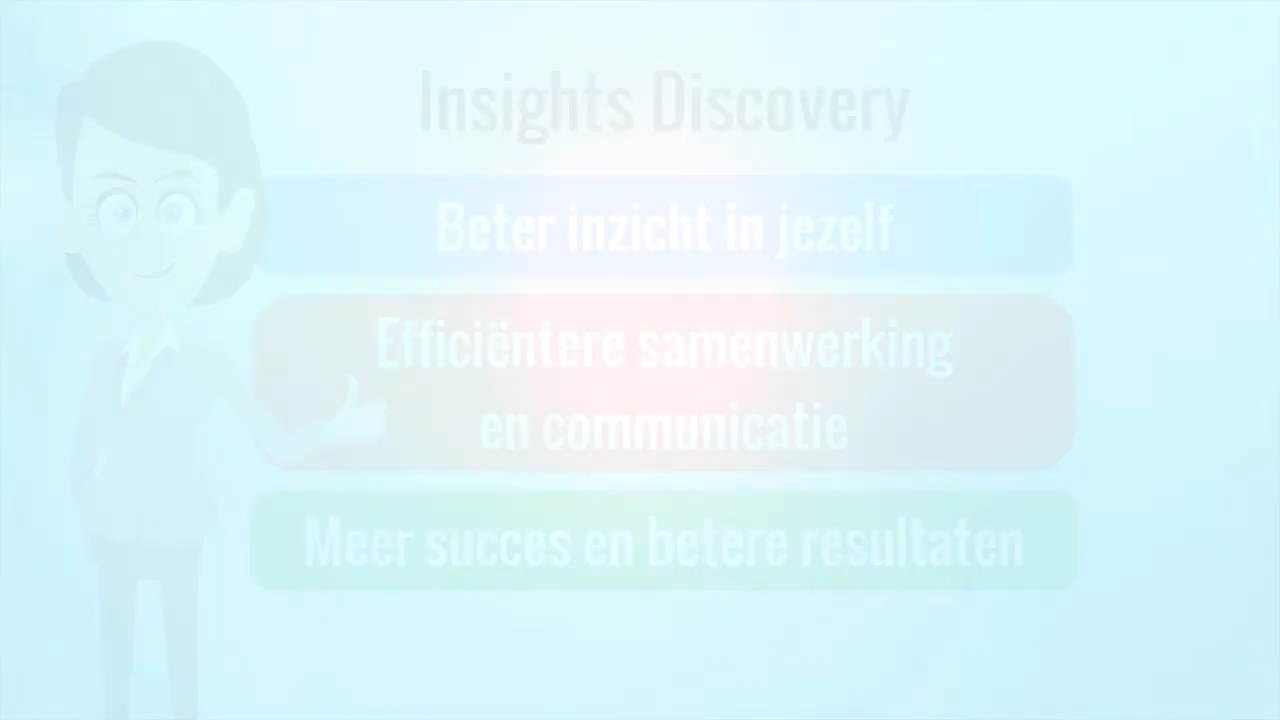 Insights Discovery
Beter inzicht in jezelf
Efficiëntere samenwerking
en communicatie
Meer succes en betere resultaten